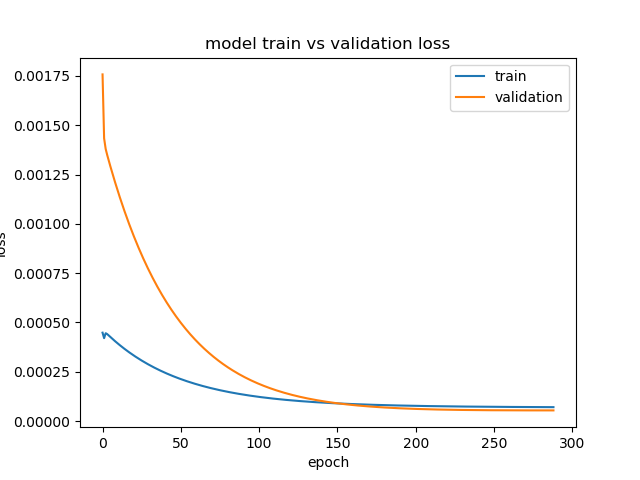 model train vs validation loss
train
validation
0.00175
0.00150
0.00125
0.00100
0.00075
0.00050
0.00025
0.00000
loss
0 50 100 150 200 250 300
epoch